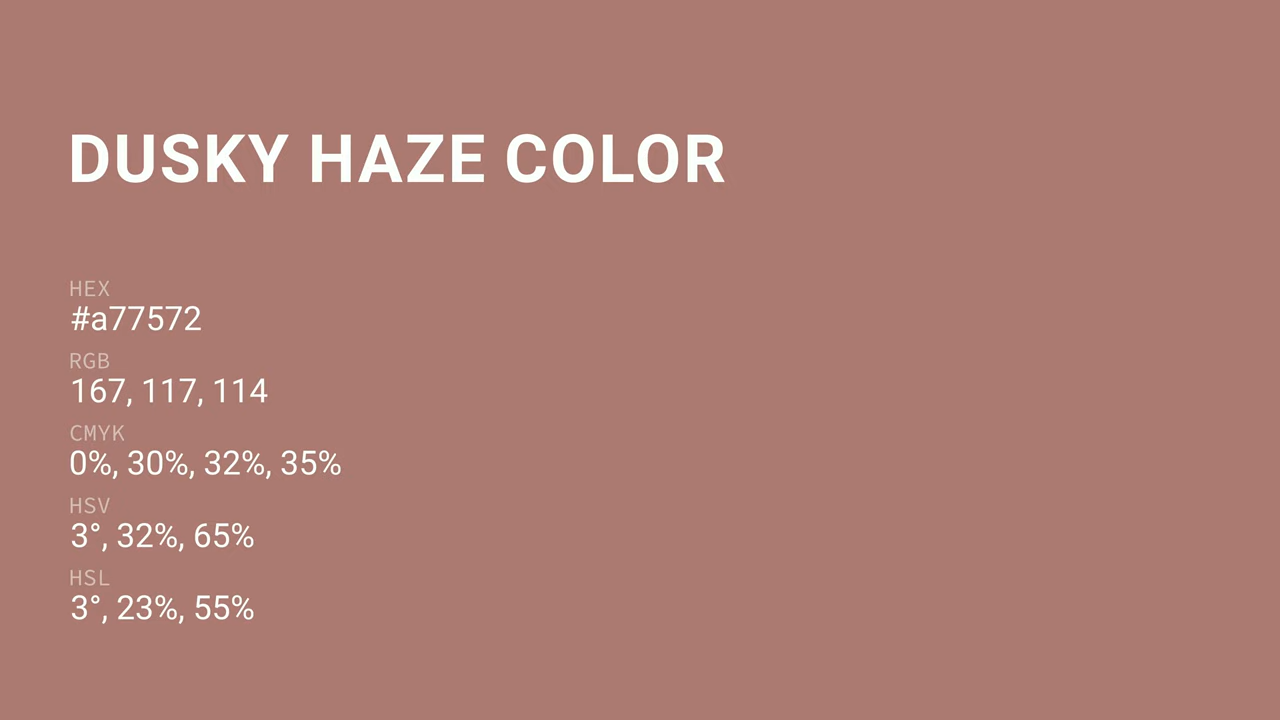 DUSKY HAZE COLOR
HEX
#a77572
RGB
167, 117, 114
CMYK
0%, 30%, 32%, 35%
HSV
3°, 32%, 65%
HSL
3°, 23%, 55%